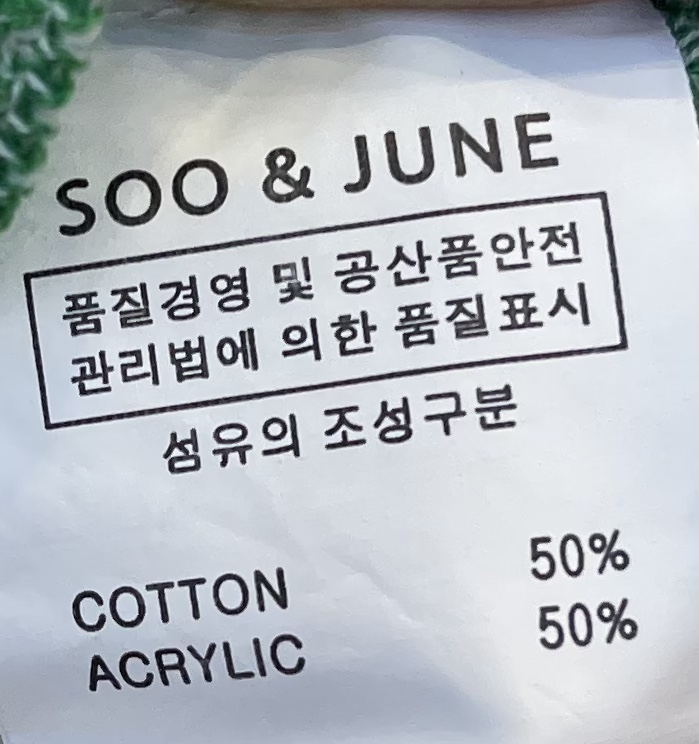 SOO & JUNE
품질경영 및 공산품안전
관리법에 의한 품질표시
섬유의 조성구분
COTTON 50%
ACRYLIC 50%